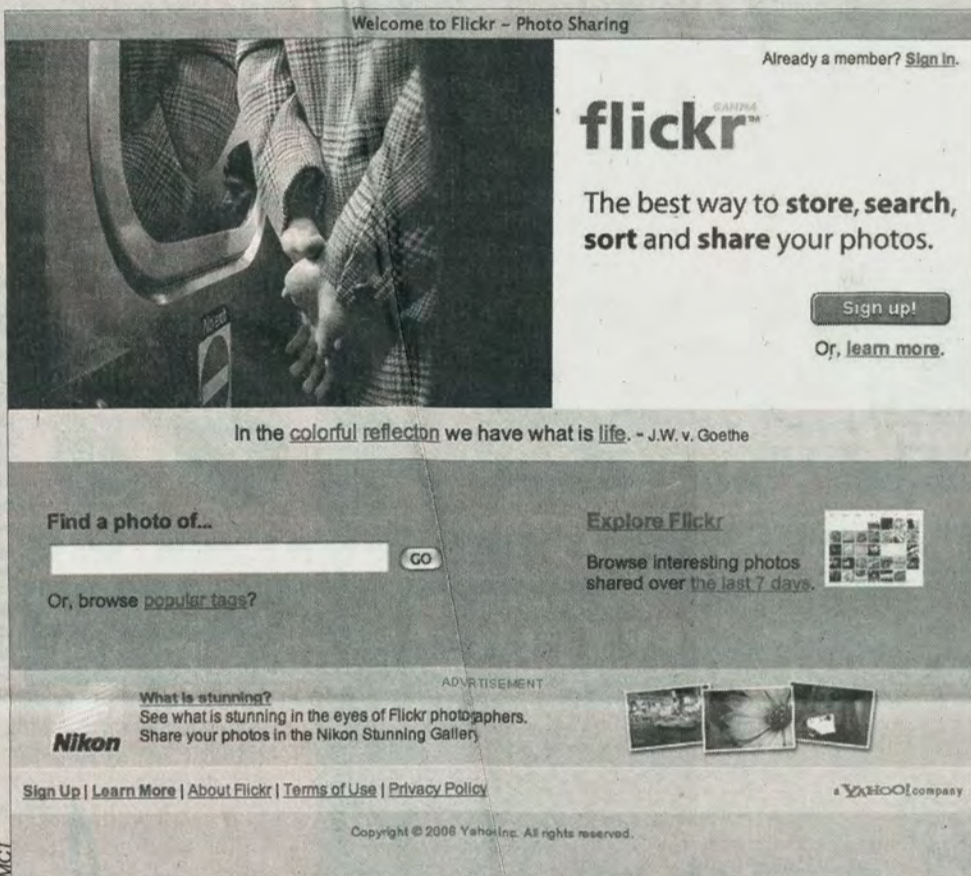 Welcome to Flickr – Photo Sharing
Already a member? Sign in.
flickr™
GAMMA
The best way to store, search,
sort and share your photos.
Sign up!
Or, learn more.
In the colorful reflecton we have what is life. - J.W. v. Goethe
Find a photo of...
GO
Or, browse popular tags?
Explore Flickr
Browse interesting photos
shared over the last 7 days.
ADVRTISEMENT
Nikon
What is stunning?
See what is stunning in the eyes of Flickr photographers.
Share your photos in the Nikon Stunning Gallery
Sign Up | Learn More | About Flickr | Terms of Use | Privacy Policy
a YAHOO! company
Copyright © 2006 Yahoo! Inc. All rights reserved.
MCT